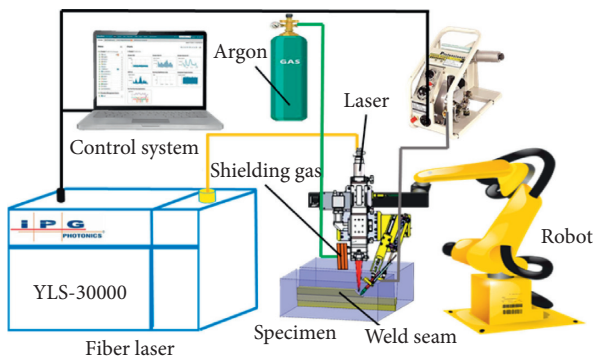 Argon
GAS
Laser
Control system
Shielding gas
IPG
PHOTONICS
YLS-30000
Robot
Specimen
Weld seam
Fiber laser